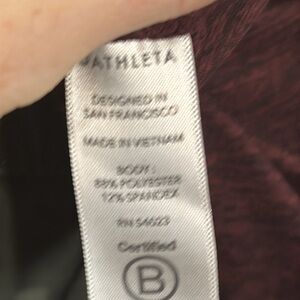 ATHLETA
DESIGNED IN
SAN FRANCISCO
MADE IN VIETNAM
BODY :
88% POLYESTER
12% SPANDEX
RN 54023
Certified
B